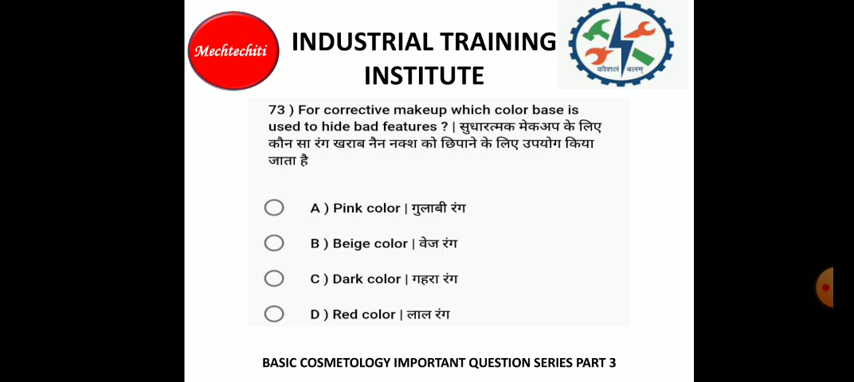 Mechtechiti
INDUSTRIAL TRAINING
INSTITUTE
कौशलं बलम्
73 ) For corrective makeup which color base is
used to hide bad features ? | सुधारत्मक मेकअप के लिए
कौन सा रंग खराब नैन नक्श को छिपाने के लिए उपयोग किया
जाता है
A ) Pink color | गुलाबी रंग
B ) Beige color | वेज रंग
C ) Dark color | गहरा रंग
D ) Red color | लाल रंग
BASIC COSMETOLOGY IMPORTANT QUESTION SERIES PART 3